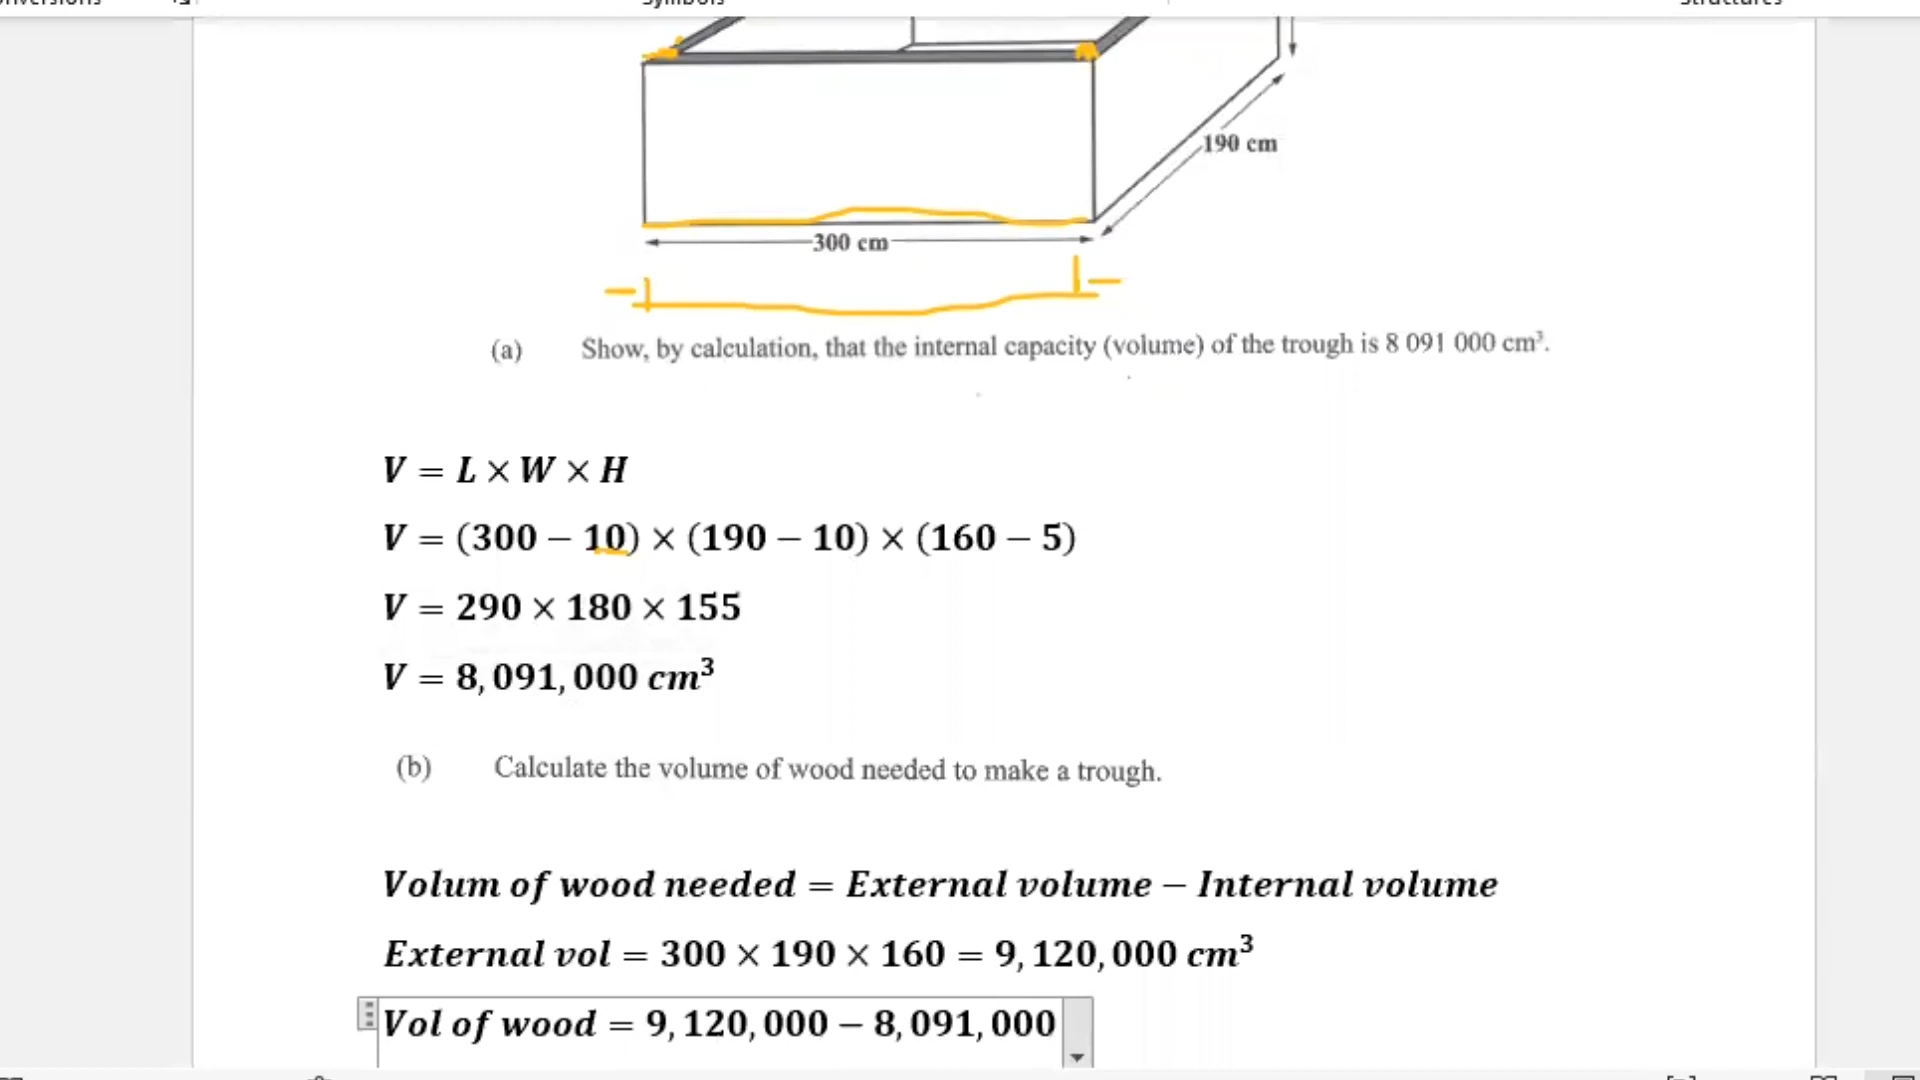 190 cm
300 cm
(a) Show, by calculation, that the internal capacity (volume) of the trough is 8 091 000 cm³.
V = L × W × H
V = (300 − 10) × (190 − 10) × (160 − 5)
V = 290 × 180 × 155
V = 8,091,000 cm³
(b) Calculate the volume of wood needed to make a trough.
Volum of wood needed = External volume − Internal volume
External vol = 300 × 190 × 160 = 9,120,000 cm³
Vol of wood = 9,120,000 − 8,091,000